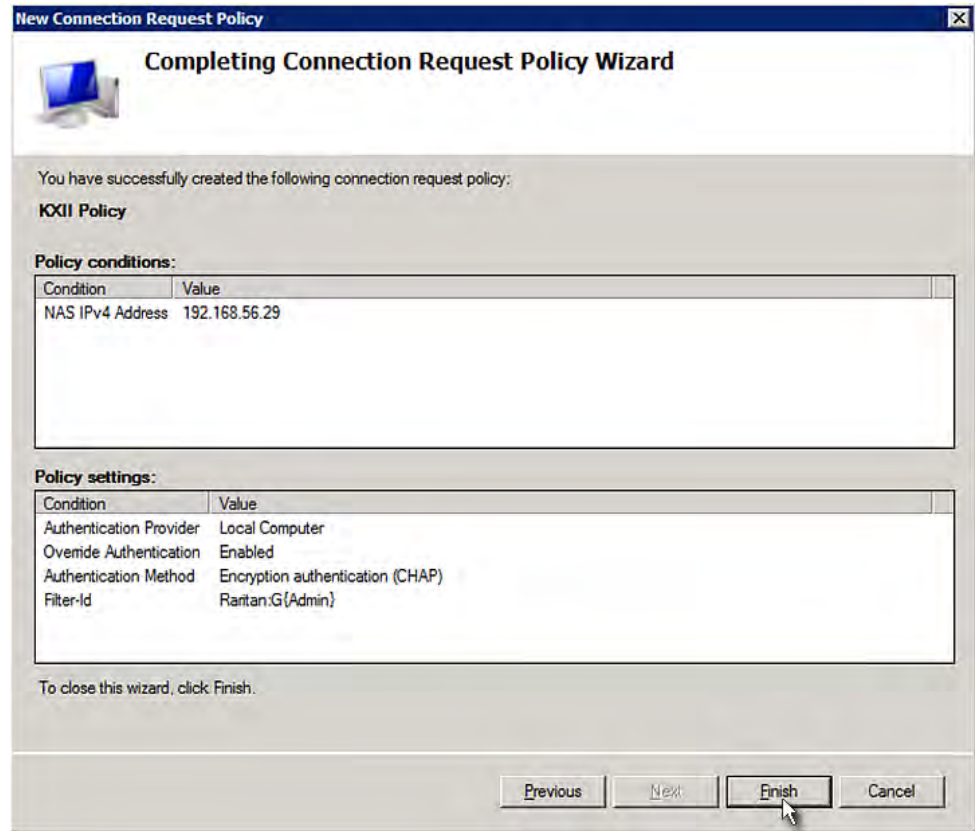 New Connection Request Policy
Completing Connection Request Policy Wizard
You have successfully created the following connection request policy:
KXII Policy
Policy conditions:
Condition Value
NAS IPv4 Address 192.168.56.29
Policy settings:
Condition Value
Authentication Provider Local Computer
Override Authentication Enabled
Authentication Method Encryption authentication (CHAP)
Filter-Id Raritan:G{Admin}
To close this wizard, click Finish.
Previous Next Finish Cancel